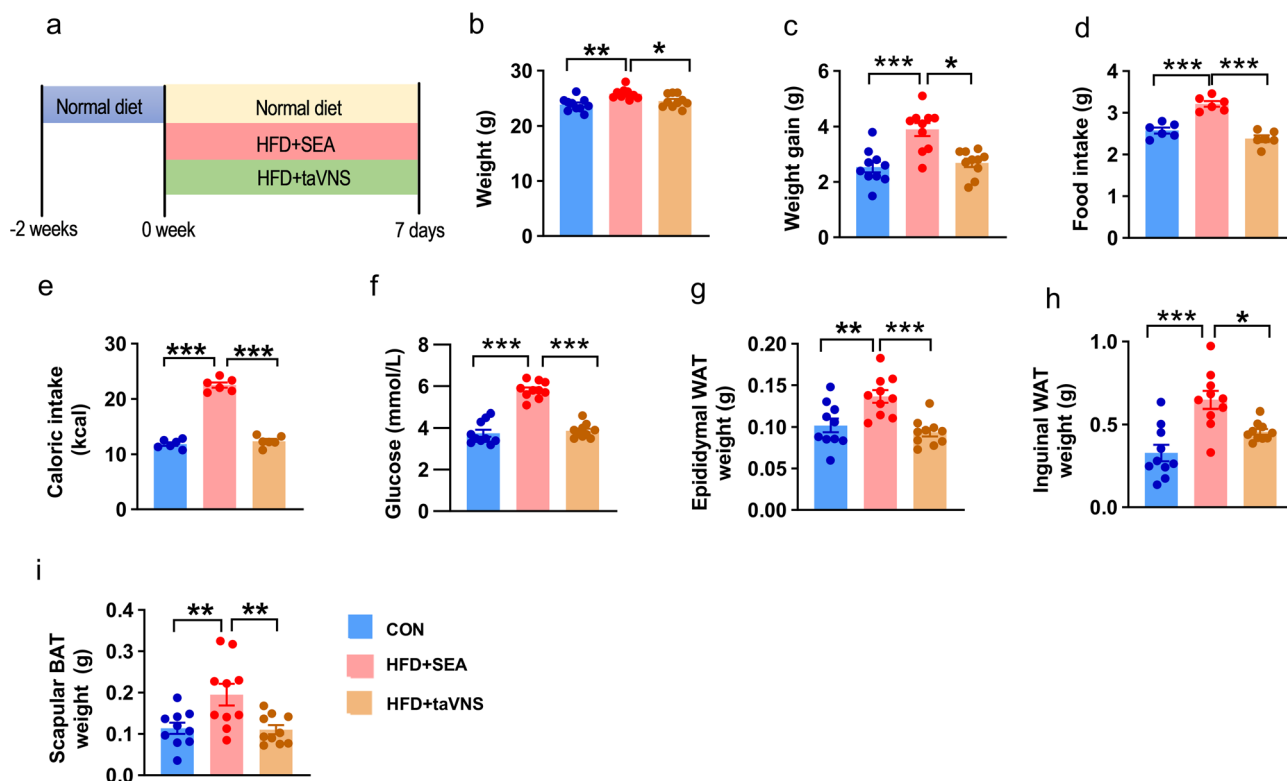 a
Normal diet
Normal diet
HFD+SEA
HFD+taVNS
-2 weeks
0 week
7 days
b
Weight (g)
30
20
10
0
**
*
c
Weight gain (g)
6
4
2
0
***
*
d
Food intake (g)
4
3
2
1
0
***
***
e
Caloric intake
(kcal)
30
20
10
0
***
***
f
Glucose (mmol/L)
8
6
4
2
0
***
***
g
Epididymal WAT
weight (g)
0.20
0.15
0.10
0.05
0.00
**
***
h
Inguinal WAT
weight (g)
1.0
0.5
0.0
***
*
i
Scapular BAT
weight (g)
0.4
0.3
0.2
0.1
0.0
**
**
CON
HFD+SEA
HFD+taVNS